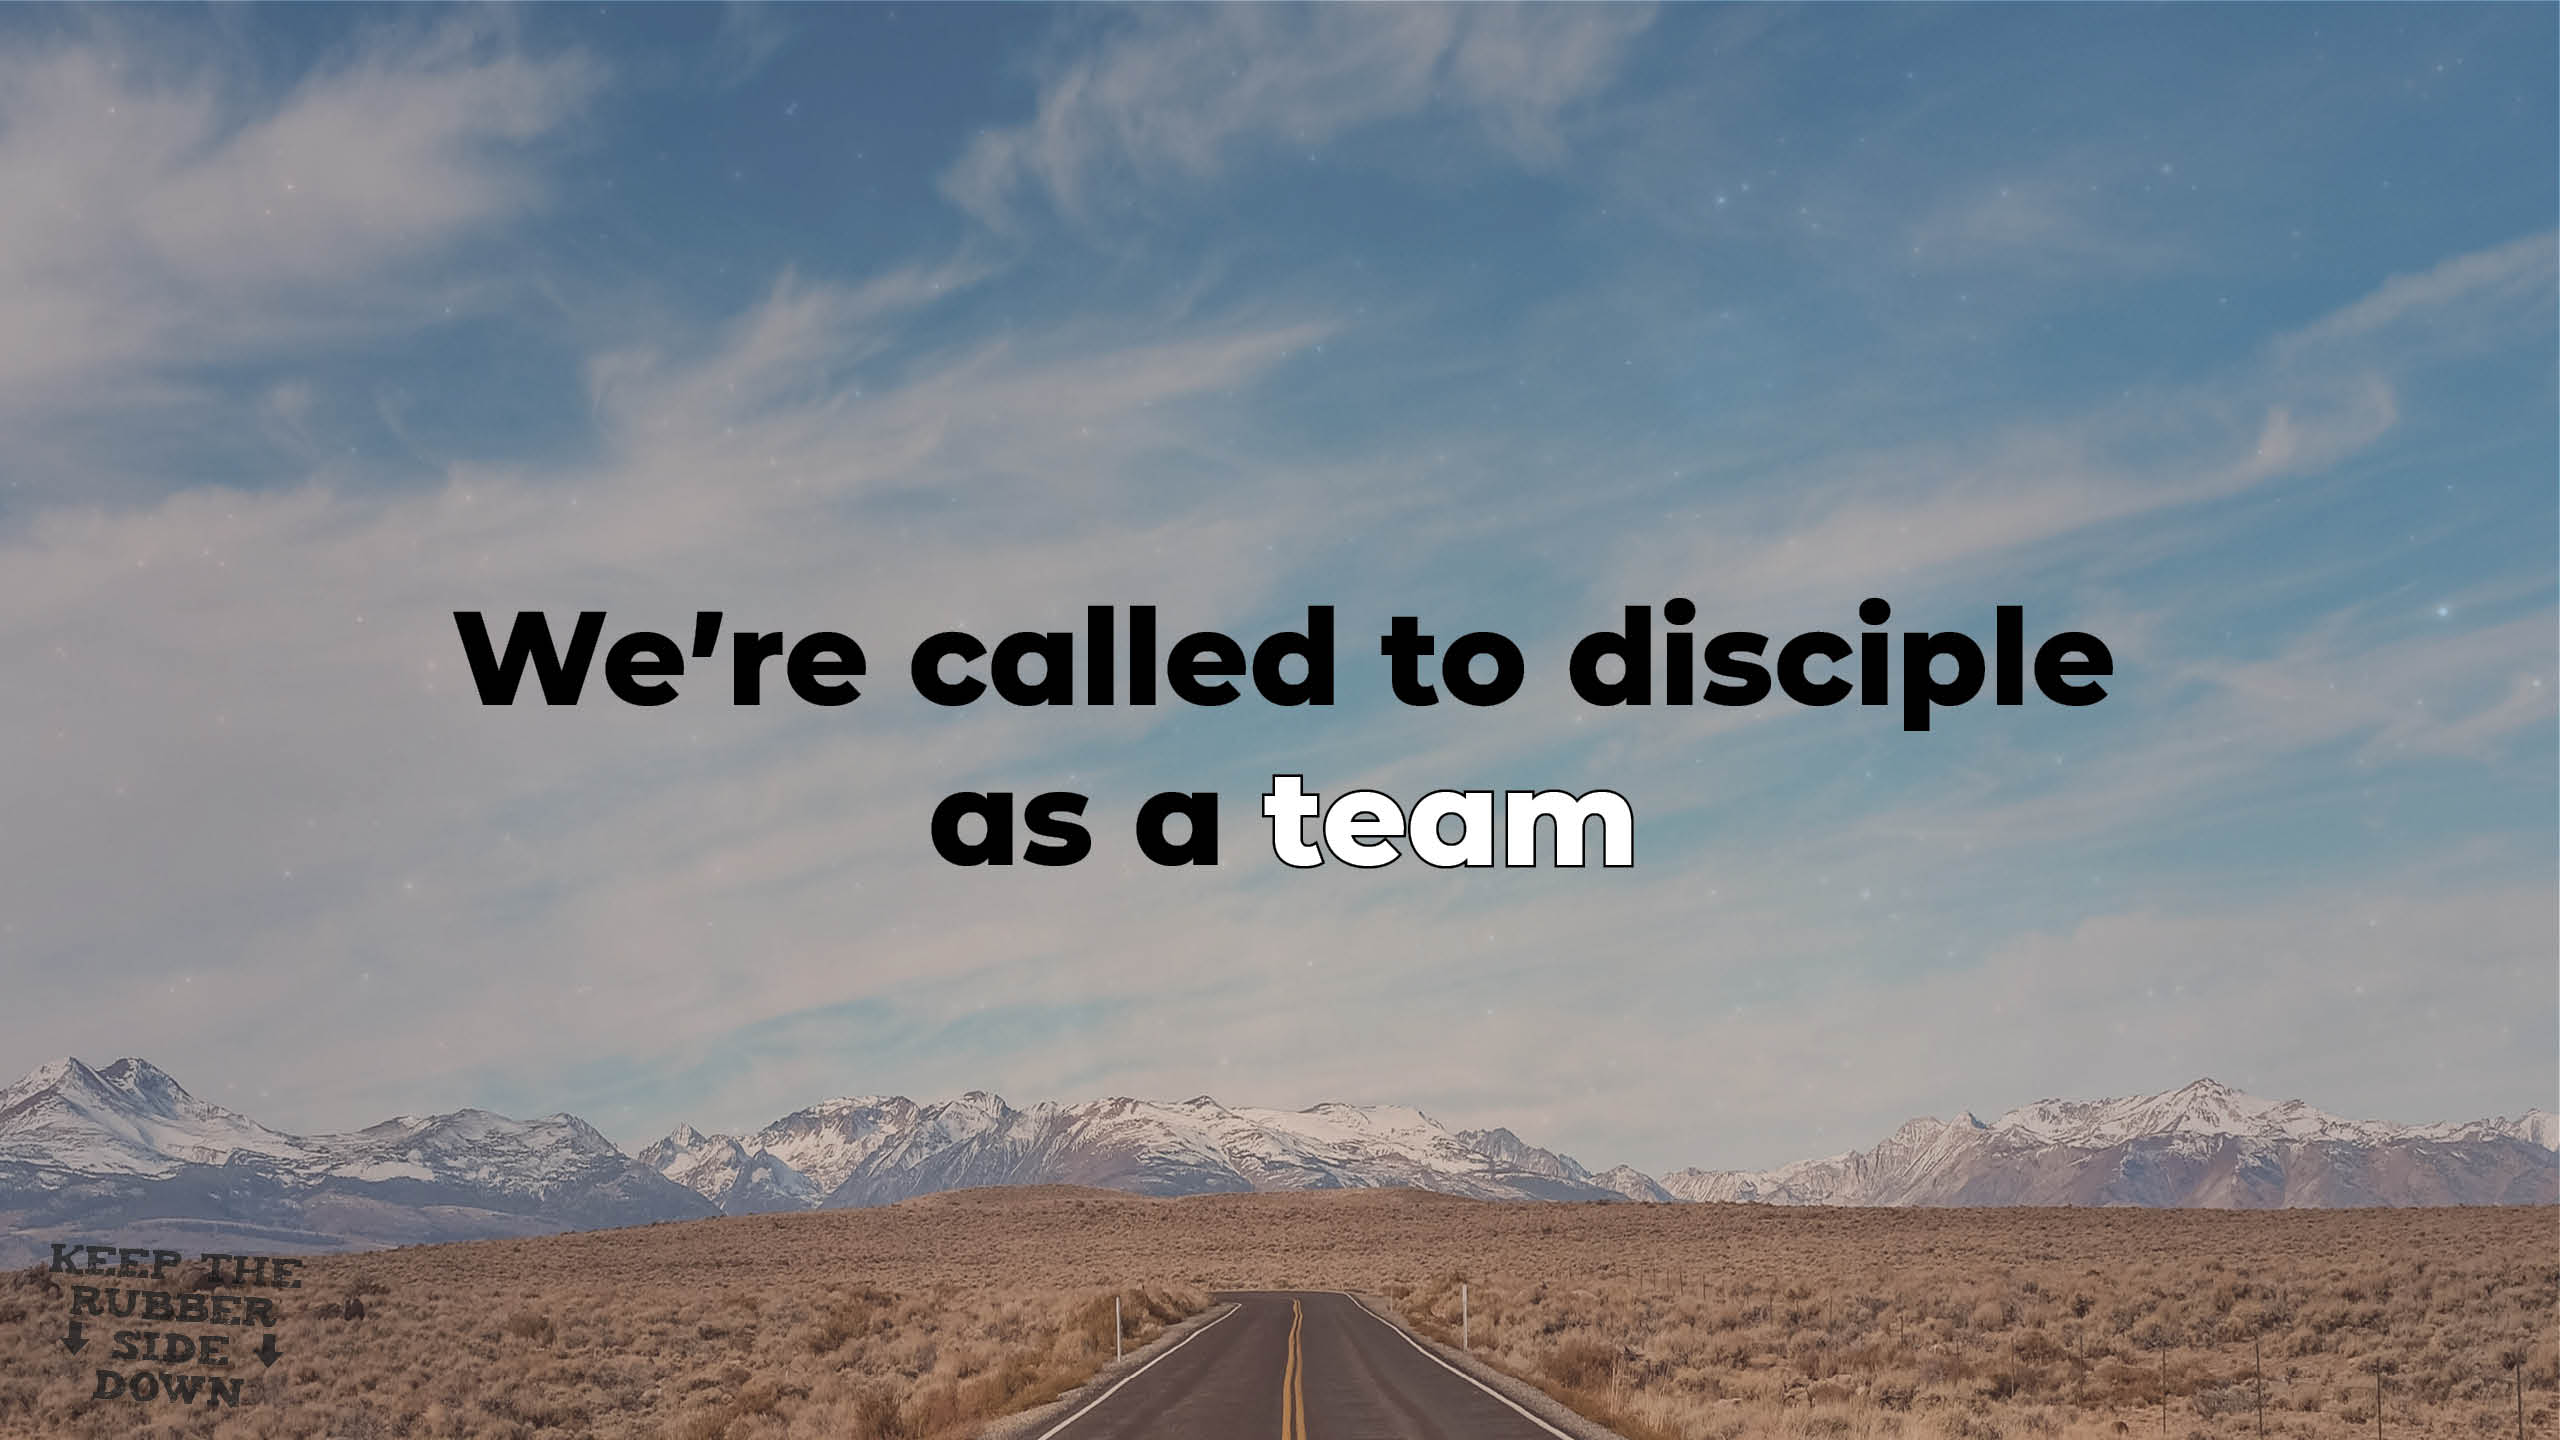 We're called to disciple
as a team
KEEP THE
RUBBER
SIDE
DOWN